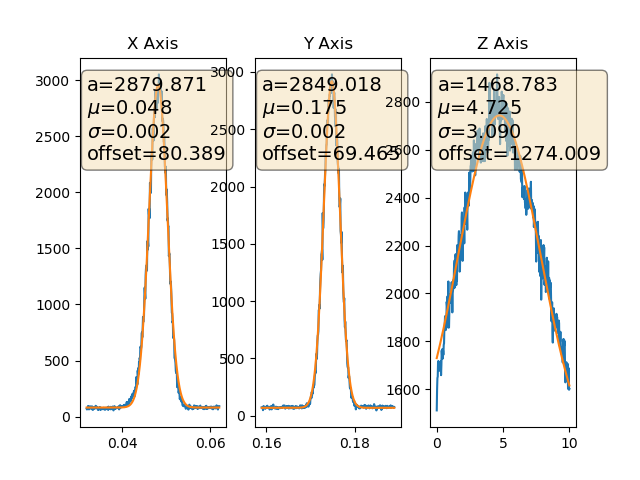 X Axis
a=2879.871
μ=0.048
σ=0.002
offset=80.389
3000
2500
2000
1500
1000
500
0
0.04
0.06
Y Axis
a=2849.018
μ=0.175
σ=0.002
offset=69.465
3000
2500
2000
1500
1000
500
0
0.16
0.18
Z Axis
a=1468.783
μ=4.725
σ=3.090
offset=1274.009
2800
2600
2400
2200
2000
1800
1600
0
5
10